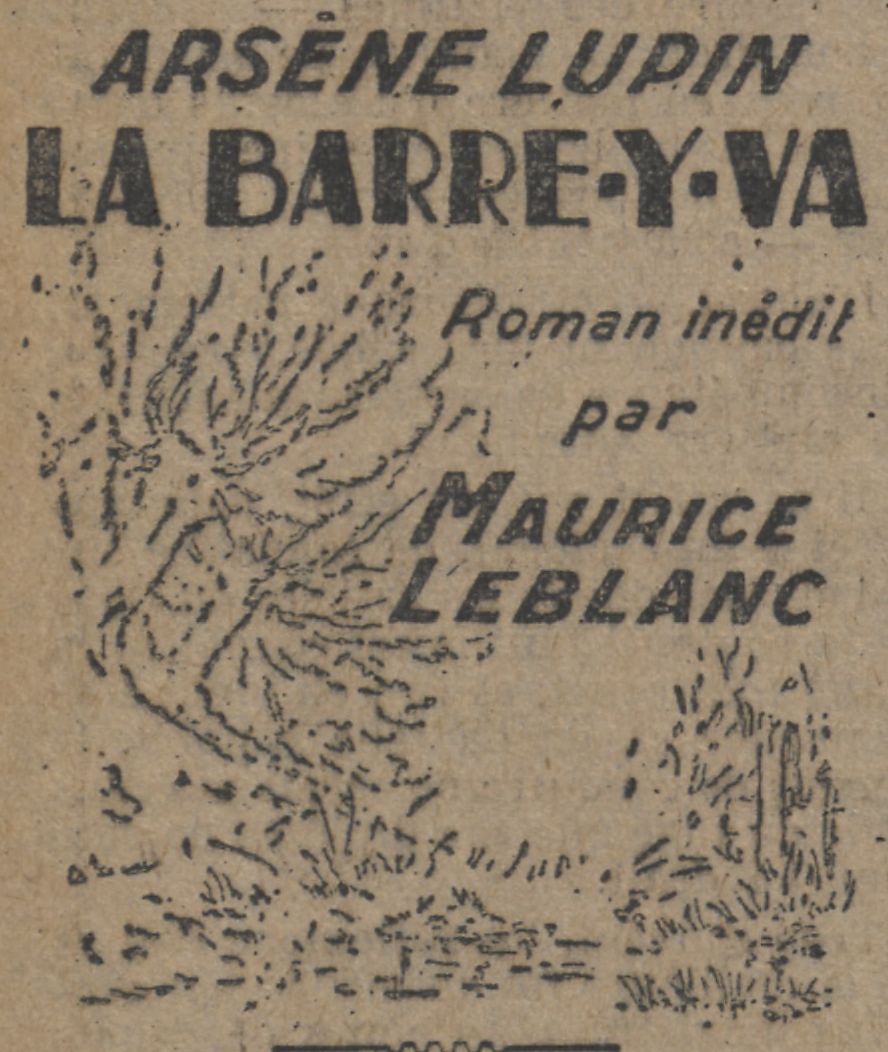 ARSÈNE LUPIN
LA BARRE-Y-VA
Roman inédit
par
MAURICE
LEBLANC